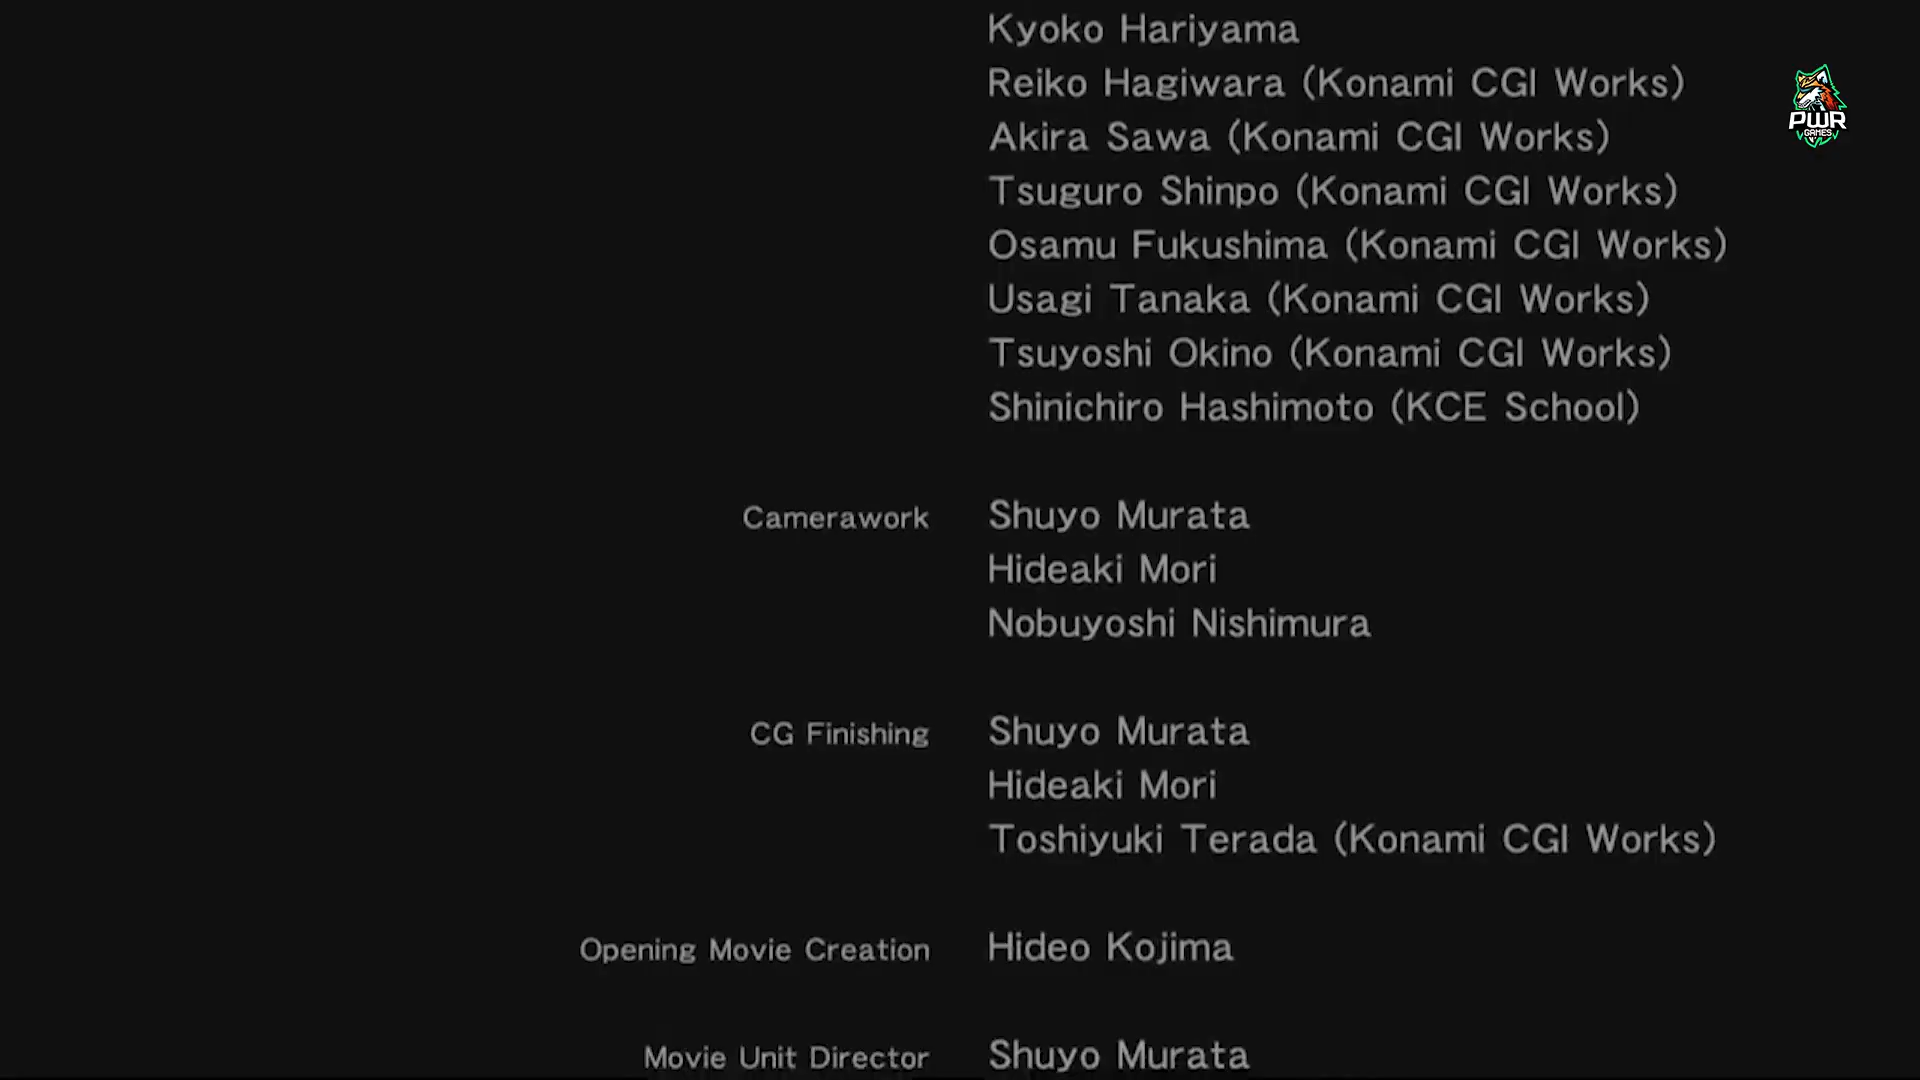 Kyoko Hariyama
Reiko Hagiwara (Konami CGI Works)
Akira Sawa (Konami CGI Works)
Tsuguro Shinpo (Konami CGI Works)
Osamu Fukushima (Konami CGI Works)
Usagi Tanaka (Konami CGI Works)
Tsuyoshi Okino (Konami CGI Works)
Shinichiro Hashimoto (KCE School)
Camerawork Shuyo Murata
Hideaki Mori
Nobuyoshi Nishimura
CG Finishing Shuyo Murata
Hideaki Mori
Toshiyuki Terada (Konami CGI Works)
Opening Movie Creation Hideo Kojima
Movie Unit Director Shuyo Murata
PWR
GAMES